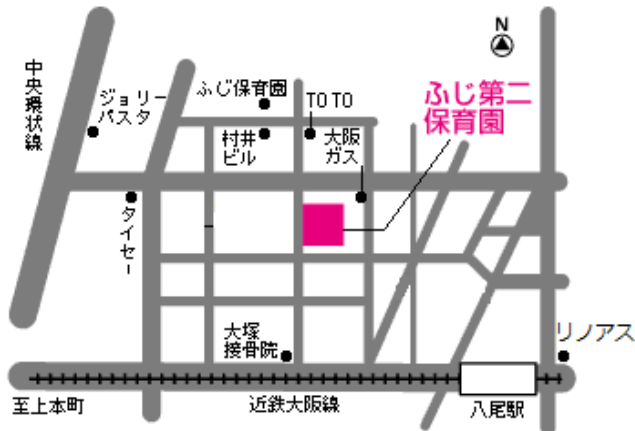 N
中央環状線
ジョリー
パスタ
ふじ保育園
TOTO
ふじ第二
保育園
村井
ビル
大阪
ガス
タイセー
大塚
接骨院
リノアス
至上本町
近鉄大阪線
八尾駅